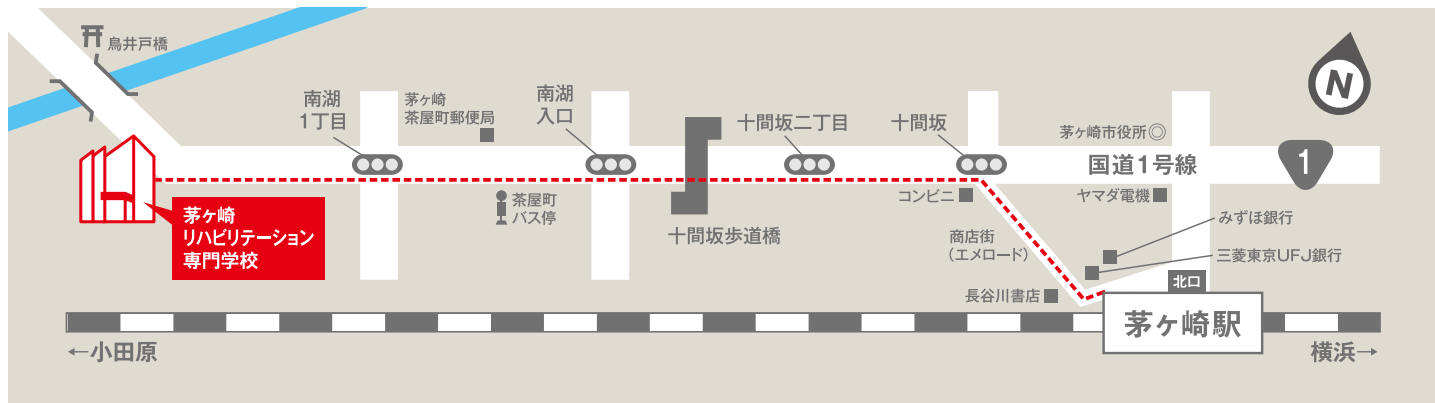 鳥井戸橋
南湖
1丁目
茅ヶ崎
茶屋町郵便局
南湖
入口
十間坂二丁目
十間坂
茅ヶ崎市役所◎
N
国道1号線
1
茶屋町
バス停
十間坂歩道橋
コンビニ
ヤマダ電機
茅ヶ崎
リハビリテーション
専門学校
商店街
（エメロード）
みずほ銀行
三菱東京UFJ銀行
長谷川書店
北口
茅ヶ崎駅
←小田原
横浜→